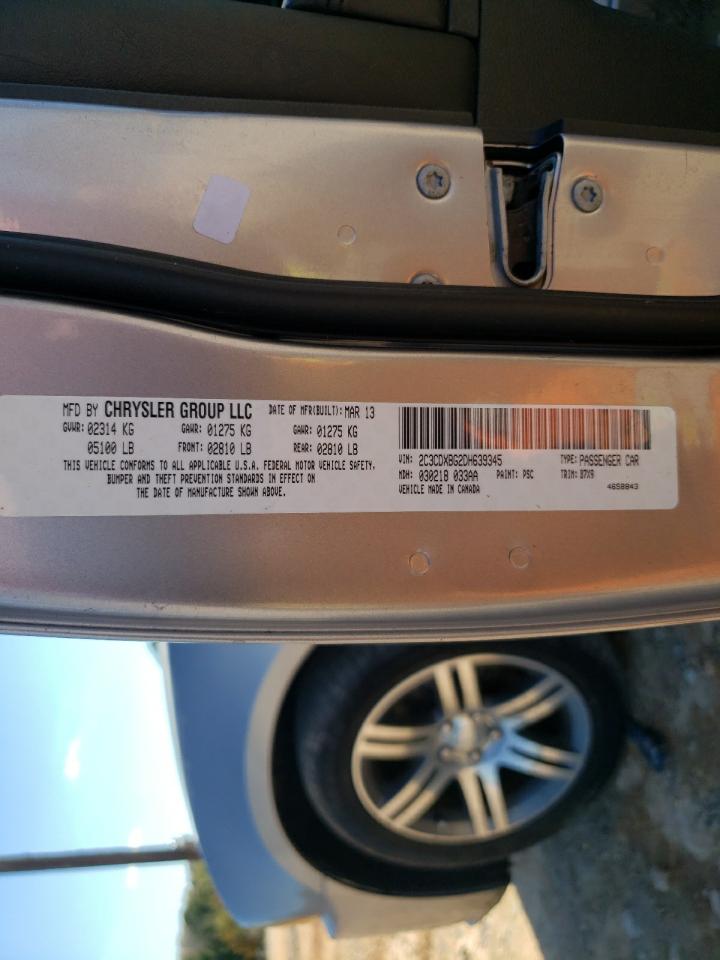 MFD BY CHRYSLER GROUP LLC DATE OF MFR(BUILT): MAR 13
GVWR: 02314 KG GAWR: 01275 KG GAWR: 01275 KG
05100 LB FRONT: 02810 LB REAR: 02810 LB
THIS VEHICLE CONFORMS TO ALL APPLICABLE U.S.A. FEDERAL MOTOR VEHICLE SAFETY,
BUMPER AND THEFT PREVENTION STANDARDS IN EFFECT ON
THE DATE OF MANUFACTURE SHOWN ABOVE.
VIN: 2C3CDXBG2DH639345 TYPE: PASSENGER CAR
MDH: 030218 033AA PAINT: PSC TRIM: B7X9
VEHICLE MADE IN CANADA 4658843